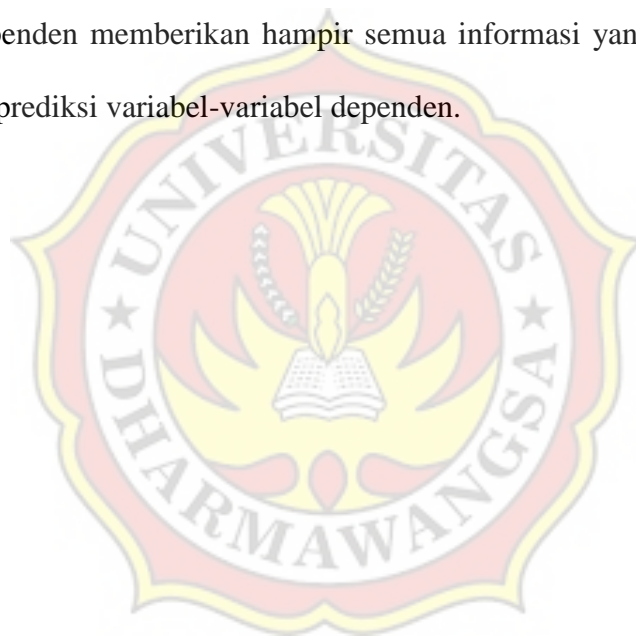 penden memberikan hampir semua informasi yan
prediksi variabel-variabel dependen.
UNIVERSITAS
DHARMAWANGSA